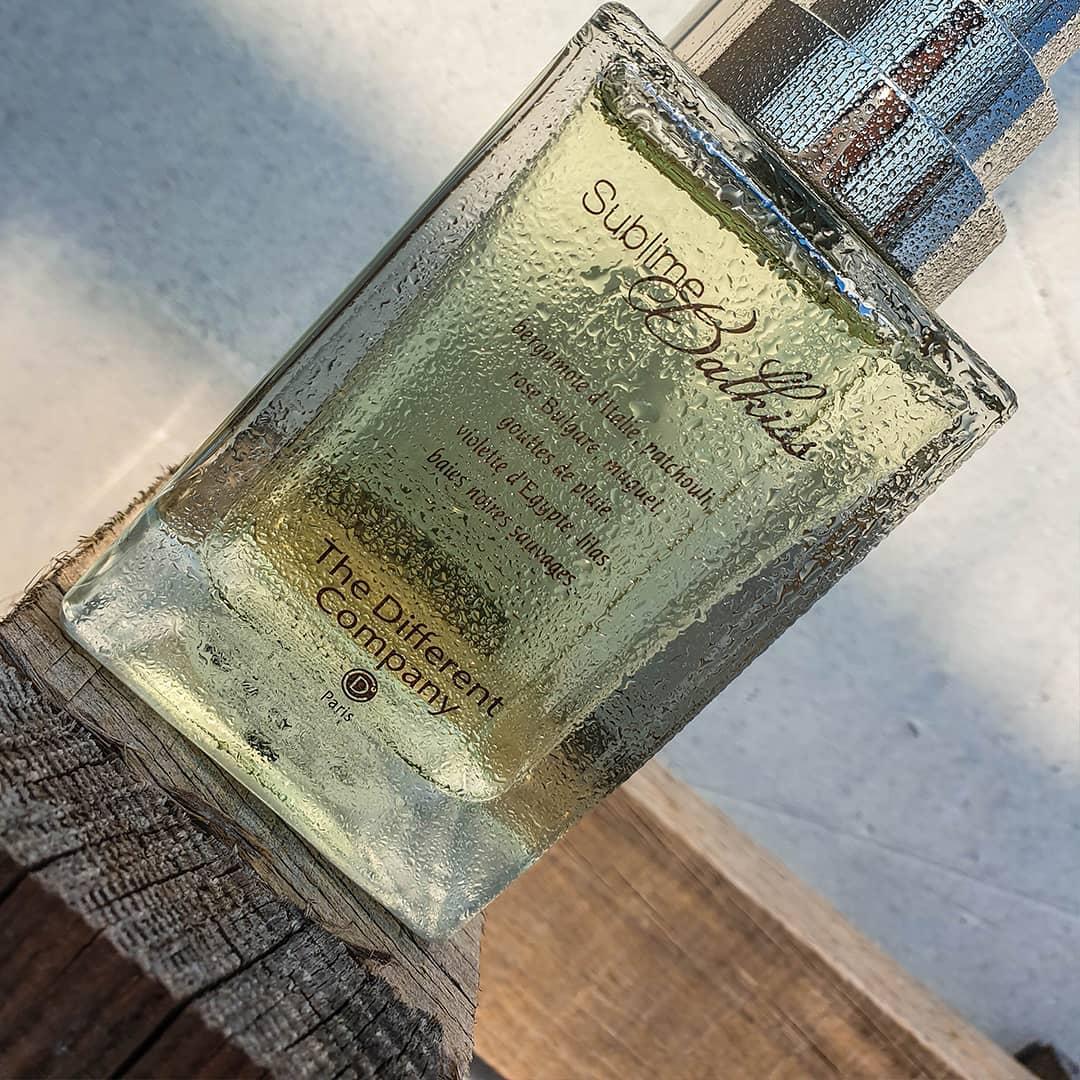 Sublime
Balkiss
bergamote d'Italie patchouli
rose Bulgare muguet
gouttes de pluie
violette d'Egypte lilas
baies noires sauvages
The Different
Company
D
Paris